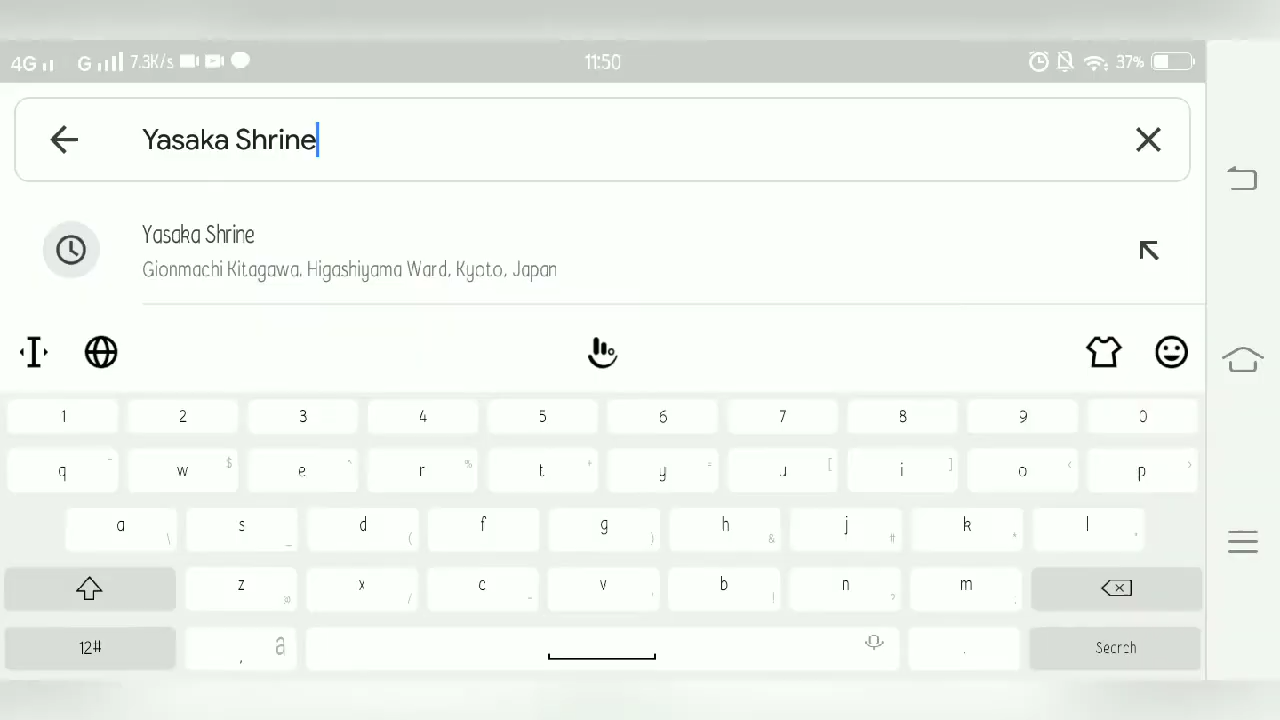 4G G 7.3K/s 11:50 37%
Yasaka Shrine
Yasaka Shrine
Gionmachi Kitagawa, Higashiyama Ward, Kyoto, Japan
1 2 3 4 5 6 7 8 9 0
q w $ e r % t + y = u [ i ] o < p >
a \ s _ d ( f g ) h & j # k * l
z x / c - v b ! n ? m ;
12# , a . Search